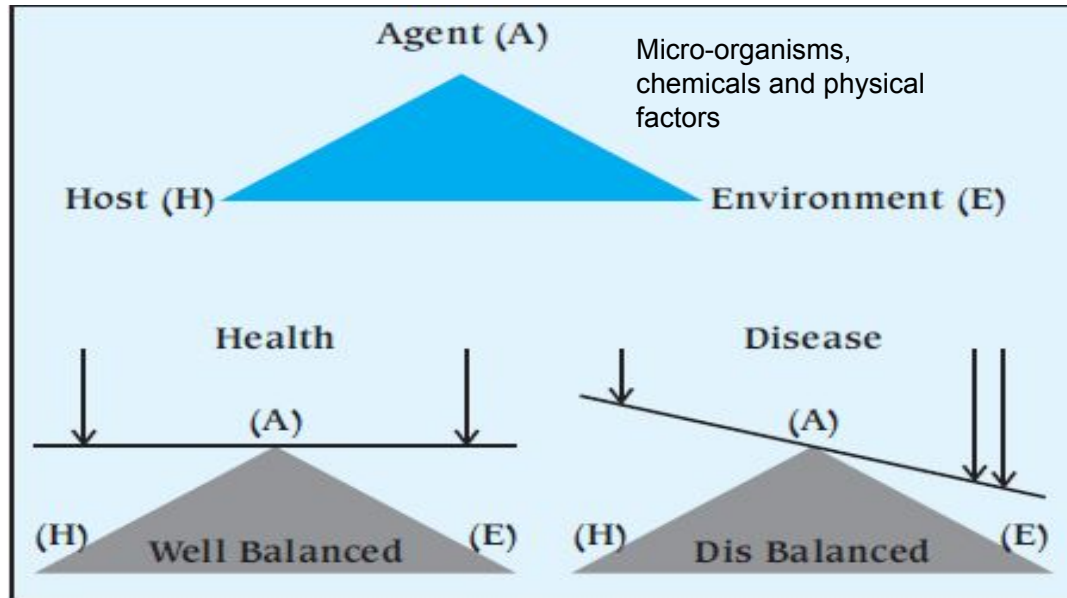 Agent (A)
Micro-organisms,
chemicals and physical
factors
Host (H)
Environment (E)
Health
Disease
(A)
(A)
(H)
Well Balanced
(E)
(H)
Dis Balanced
(E)